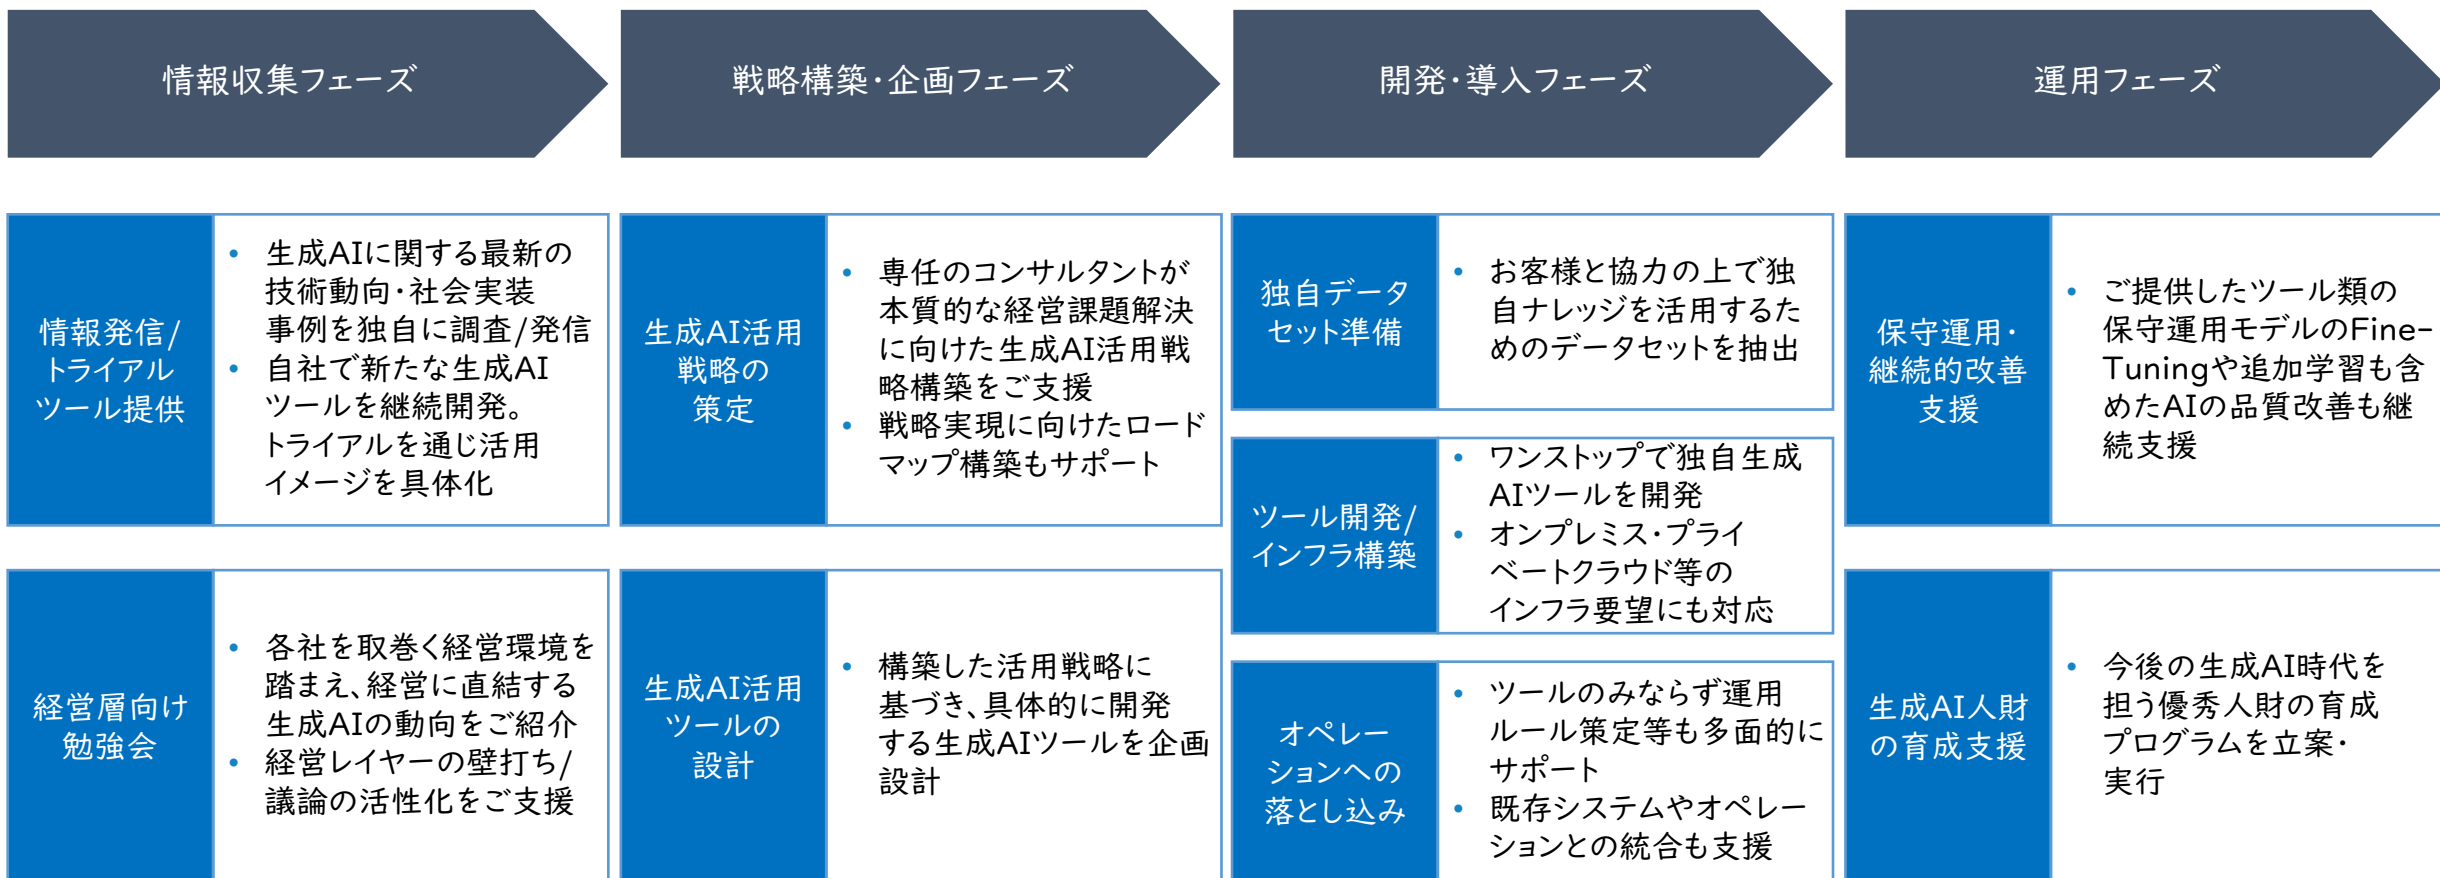 情報収集フェーズ
戦略構築・企画フェーズ
開発・導入フェーズ
運用フェーズ
情報発信/
トライアル
ツール提供
• 生成AIに関する最新の
技術動向・社会実装
事例を独自に調査/発信
• 自社で新たな生成AI
ツールを継続開発。
トライアルを通じ活用
イメージを具体化
経営層向け
勉強会
• 各社を取巻く経営環境を
踏まえ、経営に直結する
生成AIの動向をご紹介
• 経営レイヤーの壁打ち/
議論の活性化をご支援
生成AI活用
戦略の
策定
• 専任のコンサルタントが
本質的な経営課題解決
に向けた生成AI活用戦
略構築をご支援
• 戦略実現に向けたロード
マップ構築もサポート
生成AI活用
ツールの
設計
• 構築した活用戦略に
基づき、具体的に開発
する生成AIツールを企画
設計
独自データ
セット準備
• お客様と協力の上で独
自ナレッジを活用するた
めのデータセットを抽出
ツール開発/
インフラ構築
• ワンストップで独自生成
AIツールを開発
• オンプレミス・プライ
ベートクラウド等の
インフラ要望にも対応
オペレー
ションへの
落とし込み
• ツールのみならず運用
ルール策定等も多面的に
サポート
• 既存システムやオペレー
ションとの統合も支援
保守運用・
継続的改善
支援
• ご提供したツール類の
保守運用モデルのFine-
Tuningや追加学習も含
めたAIの品質改善も継
続支援
生成AI人財
の育成支援
• 今後の生成AI時代を
担う優秀人財の育成
プログラムを立案・
実行